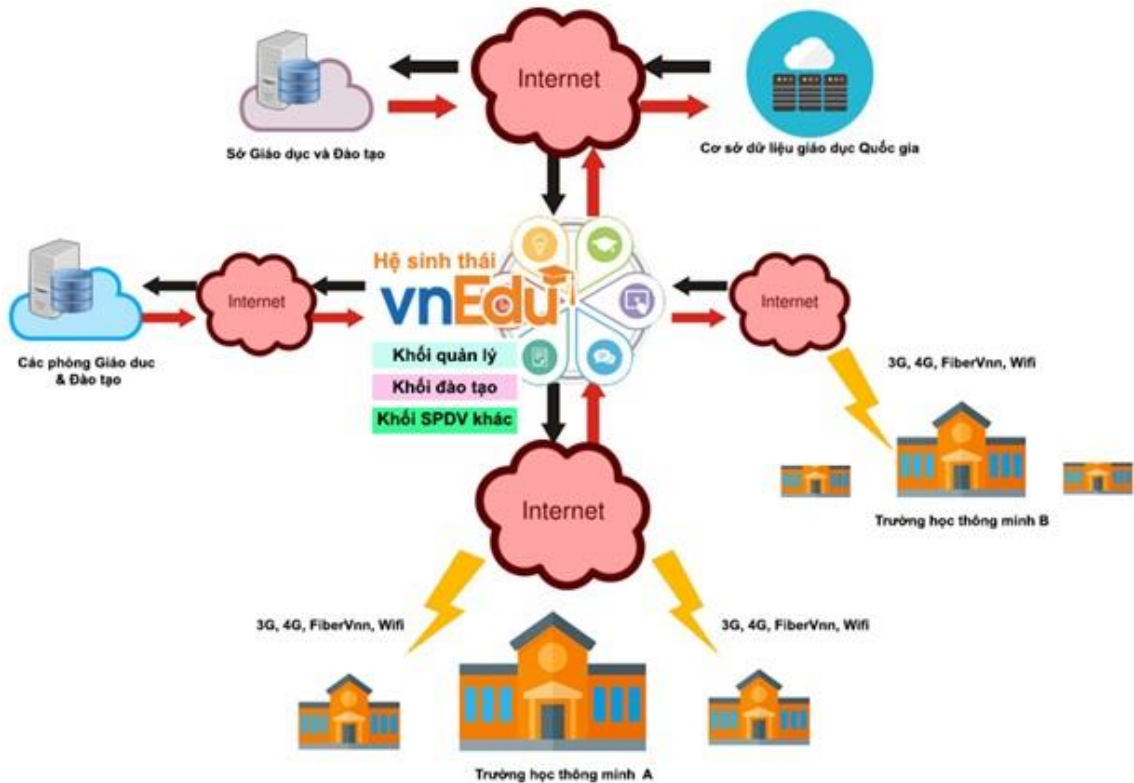 Internet
Sở Giáo dục và Đào tạo
Cơ sở dữ liệu giáo dục Quốc gia
Hệ sinh thái
vnEdu
Internet
Internet
Các phòng Giáo duc
& Đào tạo
Khối quản lý
Khối đào tạo
Khối SPDV khác
3G, 4G, FiberVnn, Wifi
Trường học thông minh B
Internet
3G, 4G, FiberVnn, Wifi
3G, 4G, FiberVnn, Wifi
Trường học thông minh A